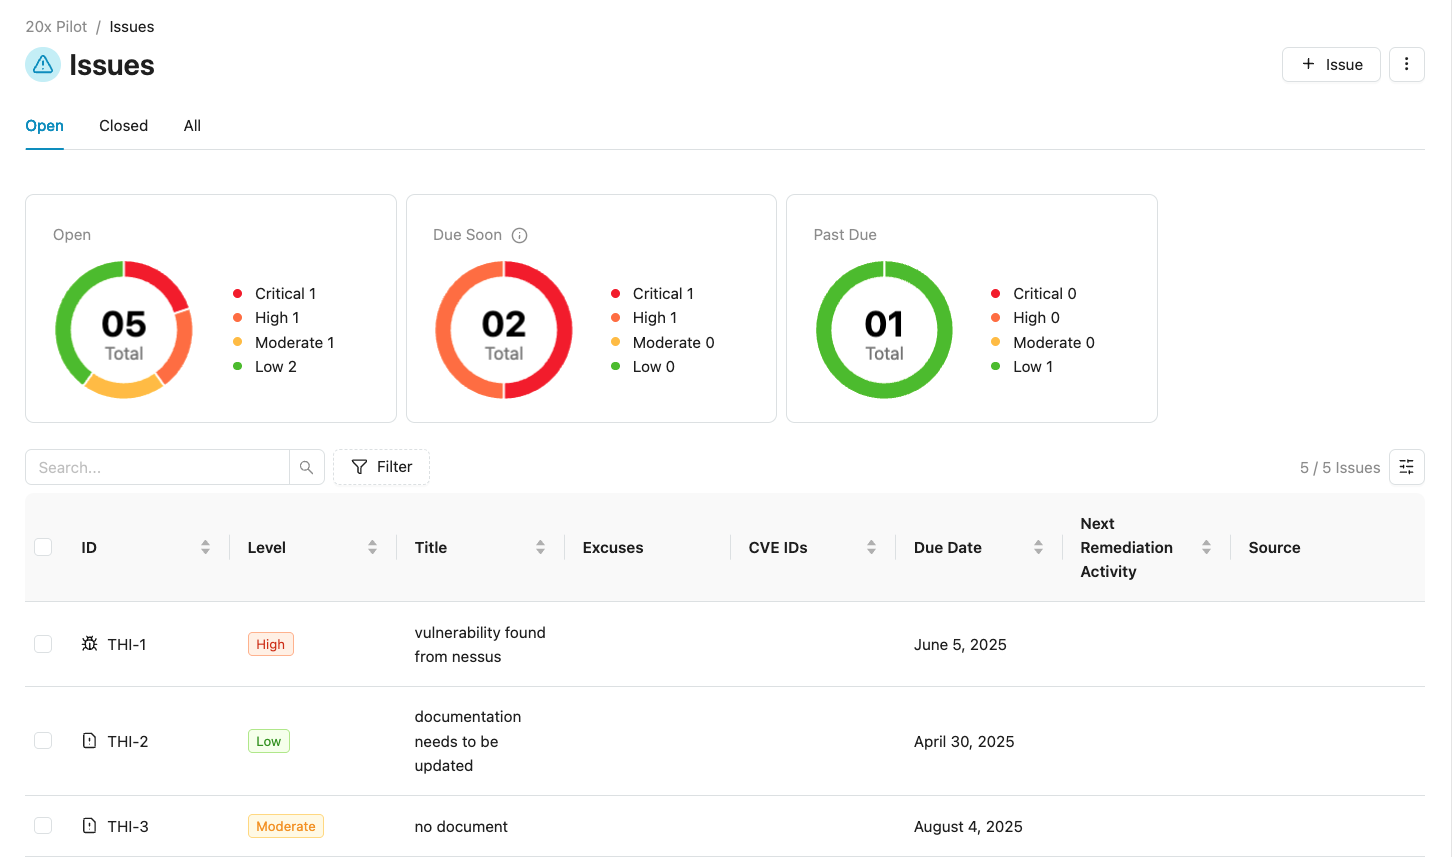 20x Pilot / Issues
Issues
+ Issue
Open Closed All
Open
05
Total
Critical 1
High 1
Moderate 1
Low 2
Due Soon
02
Total
Critical 1
High 1
Moderate 0
Low 0
Past Due
01
Total
Critical 0
High 0
Moderate 0
Low 1
Search...
Filter
5 / 5 Issues
ID Level Title Excuses CVE IDs Due Date Next
Remediation
Activity Source
THI-1 High vulnerability found
from nessus June 5, 2025
THI-2 Low documentation
needs to be
updated April 30, 2025
THI-3 Moderate no document August 4, 2025